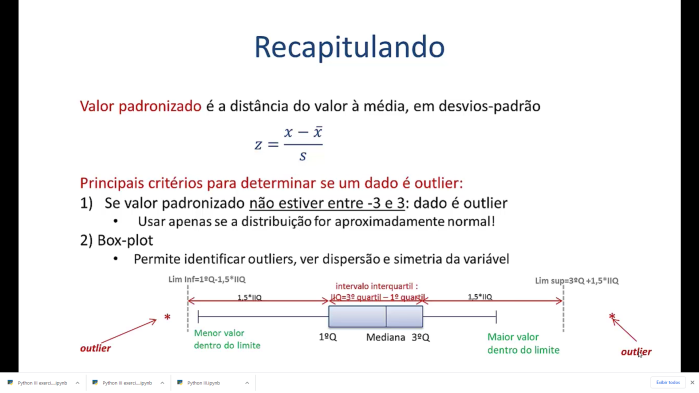 Recapitulando
Valor padronizado é a distância do valor à média, em desvios-padrão
z = (x − x̄) / s
Principais critérios para determinar se um dado é outlier:
1) Se valor padronizado não estiver entre -3 e 3: dado é outlier
• Usar apenas se a distribuição for aproximadamente normal!
2) Box-plot
• Permite identificar outliers, ver dispersão e simetria da variável
Lim Inf=1ºQ-1,5*IIQ
intervalo interquartil :
IIQ=3º quartil – 1º quartil
Lim sup=3ºQ +1,5*IIQ
1,5*IIQ
1,5*IIQ
* *
Menor valor
dentro do limite
1ºQ
Mediana
3ºQ
Maior valor
dentro do limite
outlier
outlier
Python III exerci....ipynb
Python III exerci....ipynb
Python III.ipynb
Exibir todos